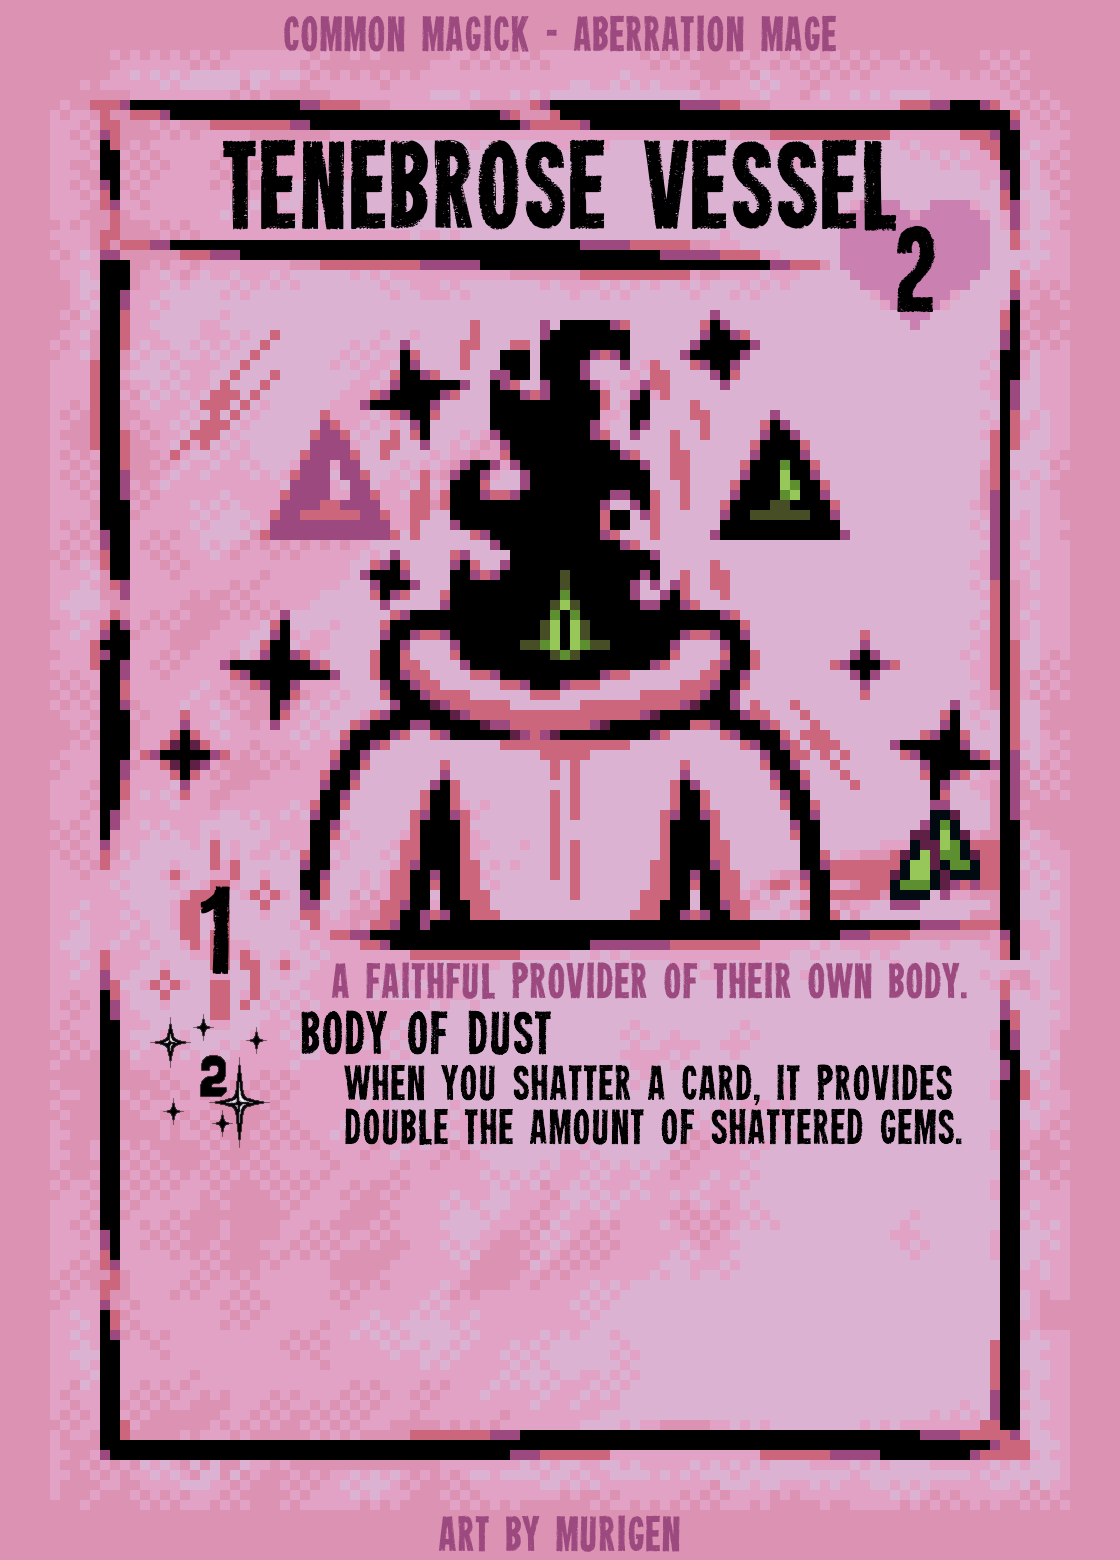 COMMON MAGICK - ABERRATION MAGE
TENEBROSE VESSEL
2
1
A FAITHFUL PROVIDER OF THEIR OWN BODY.
BODY OF DUST
2
WHEN YOU SHATTER A CARD, IT PROVIDES
DOUBLE THE AMOUNT OF SHATTERED GEMS.
ART BY MURIGEN